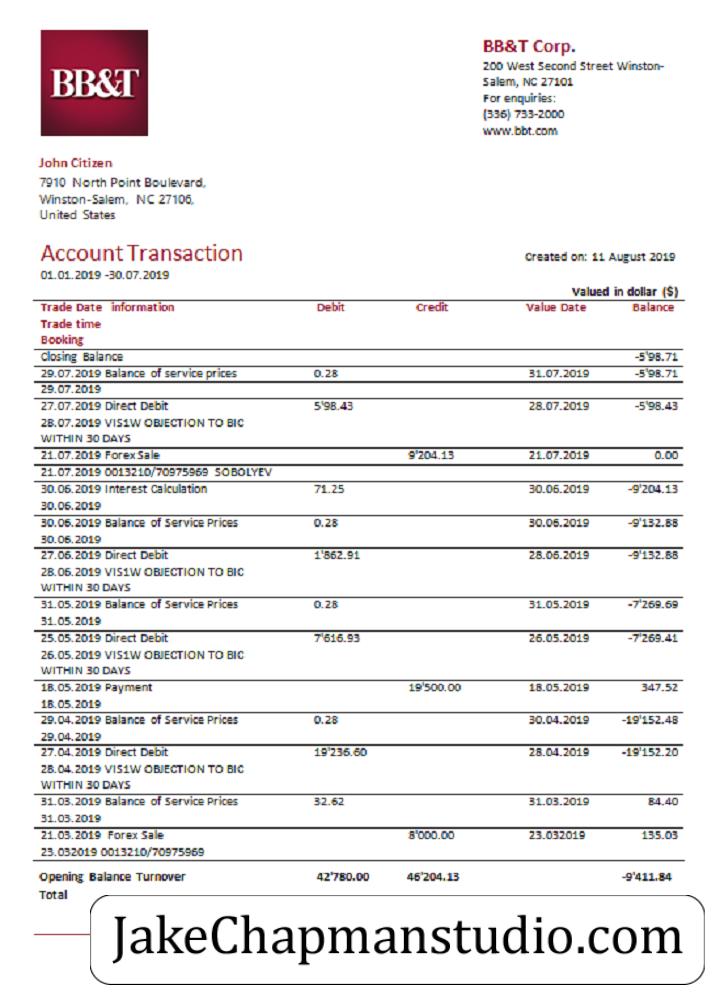 BB&T
BB&T Corp.
200 West Second Street Winston-
Salem, NC 27101
For enquiries:
(336) 733-2000
www.bbt.com
John Citizen
7910 North Point Boulevard,
Winston-Salem, NC 27106,
United States
Account Transaction
Created on: 11 August 2019
01.01.2019 -30.07.2019
Valued in dollar ($)
Trade Date information Debit Credit Value Date Balance
Trade time
Booking
Closing Balance -5'98.71
29.07.2019 Balance of service prices 0.28 31.07.2019 -5'98.71
29.07.2019
27.07.2019 Direct Debit 5'98.43 28.07.2019 -5'98.43
28.07.2019 VIS1W OBJECTION TO BIC
WITHIN 30 DAYS
21.07.2019 Forex Sale 9'204.13 21.07.2019 0.00
21.07.2019 0013210/70975969 SOBOLYEV
30.06.2019 Interest Calculation 71.25 30.06.2019 -9'204.13
30.06.2019
30.06.2019 Balance of Service Prices 0.28 30.06.2019 -9'132.88
30.06.2019
27.06.2019 Direct Debit 1'862.91 28.06.2019 -9'132.88
28.06.2019 VIS1W OBJECTION TO BIC
WITHIN 30 DAYS
31.05.2019 Balance of Service Prices 0.28 31.05.2019 -7'269.69
31.05.2019
25.05.2019 Direct Debit 7'616.93 26.05.2019 -7'269.41
26.05.2019 VIS1W OBJECTION TO BIC
WITHIN 30 DAYS
18.05.2019 Payment 19'500.00 18.05.2019 347.52
18.05.2019
29.04.2019 Balance of Service Prices 0.28 30.04.2019 -19'152.48
29.04.2019
27.04.2019 Direct Debit 19'236.60 28.04.2019 -19'152.20
28.04.2019 VIS1W OBJECTION TO BIC
WITHIN 30 DAYS
31.03.2019 Balance of Service Prices 32.62 31.03.2019 84.40
31.03.2019
21.03.2019 Forex Sale 8'000.00 23.032019 135.03
23.032019 0013210/70975969
Opening Balance Turnover 42'780.00 46'204.13 -9'411.84
Total
JakeChapmanstudio.com